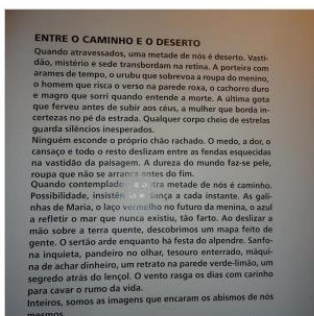 ENTRE O CAMINHO E O DESERTO
Quando atravessados, uma metade de nós é deserto. Vasti-
dão, mistério e sede transbordam na retina. A porteira com
arames de tempo, o urubu que sobrevoa a roupa do menino,
o homem que risca o verso na parede roxa, o cachorro duro
e magro que sorri quando entende a morte. A última gota
que ferveu antes de subir aos céus, a mulher que borda in-
certezas no pé da estrada. Qualquer corpo cheio de estrelas
guarda silêncios inesperados.
Ninguém esconde o próprio chão rachado. O medo, a dor, o
cansaço e todo o resto deslizam entre as fendas esquecidas
na vastidão da paisagem. A dureza do mundo faz-se pele,
roupa que não se arranca antes do fim.
Quando contemplados, outra metade de nós é caminho.
Possibilidade, insistência, a cada instante. As gali-
nhas de Maria, o laço vermelho no futuro da menina, o azul
a refletir o mar que nunca existiu, tão farto. Ao deslizar a
mão sobre a terra quente, descobrimos um mapa feito de
gente. O sertão arde enquanto há festa do alpendre. Sanfo-
na inquieta, pandeiro no olhar, tesouro enterrado, máqui-
na de achar dinheiro, um retrato na parede verde-limão, um
segredo atrás do lençol. O vento rasga os dias com carinho
para cavar o rumo da vida.
Inteiros, somos as imagens que encaram os abismos de nós
mesmos.